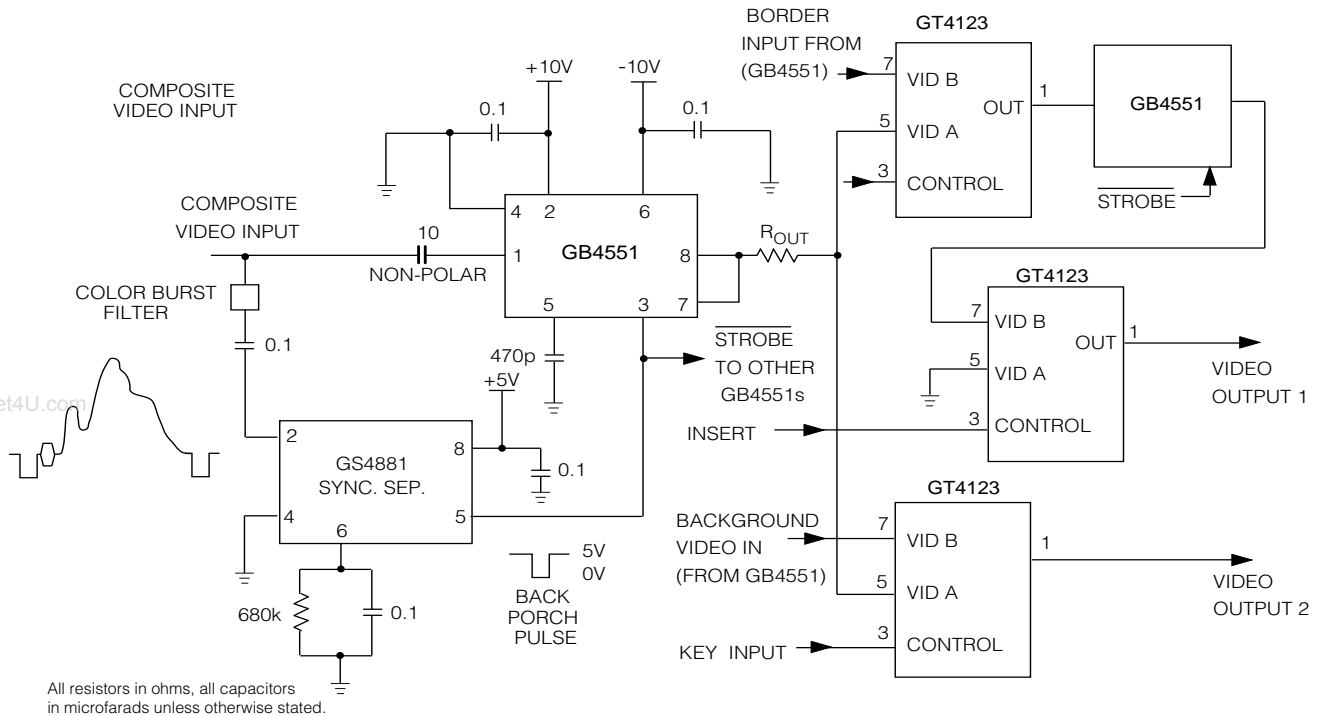 COMPOSITE
VIDEO INPUT
+10V
-10V
0.1
0.1
BORDER
INPUT FROM
(GB4551)
GT4123
7
VID B
5
VID A
3
CONTROL
OUT
1
GB4551
STROBE
COMPOSITE
VIDEO INPUT
10
NON-POLAR
4
2
6
1
GB4551
8
7
5
3
ROUT
COLOR BURST
FILTER
0.1
470p
STROBE
TO OTHER
GB4551s
+5V
et4U.com
2
GS4881
SYNC. SEP.
8
4
6
5
0.1
680k
0.1
5V
0V
BACK
PORCH
PULSE
GT4123
7
VID B
5
VID A
3
CONTROL
OUT
1
VIDEO
OUTPUT 1
INSERT
GT4123
BACKGROUND
VIDEO IN
(FROM GB4551)
7
VID B
5
VID A
3
CONTROL
1
VIDEO
OUTPUT 2
KEY INPUT
All resistors in ohms, all capacitors
in microfarads unless otherwise stated.